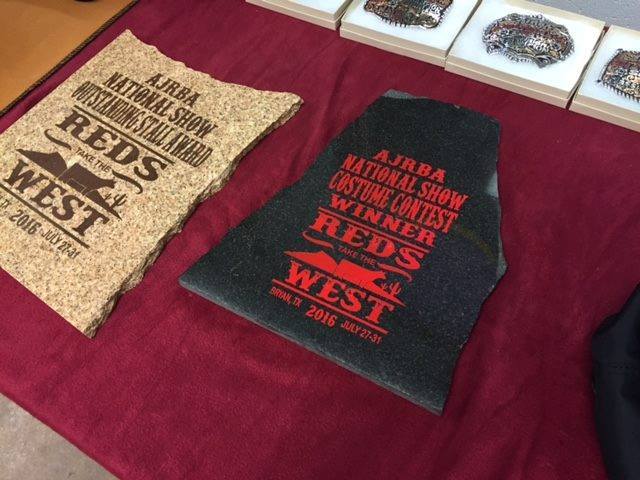 AJRBA
NATIONAL SHOW
OUTSTANDING STALL AWARD
REDS
TAKE THE
WEST
TX 2016 JULY 27-31
AJRBA
NATIONAL SHOW
COSTUME CONTEST
WINNER
REDS
TAKE THE
WEST
BRYAN, TX 2016 JULY 27-31